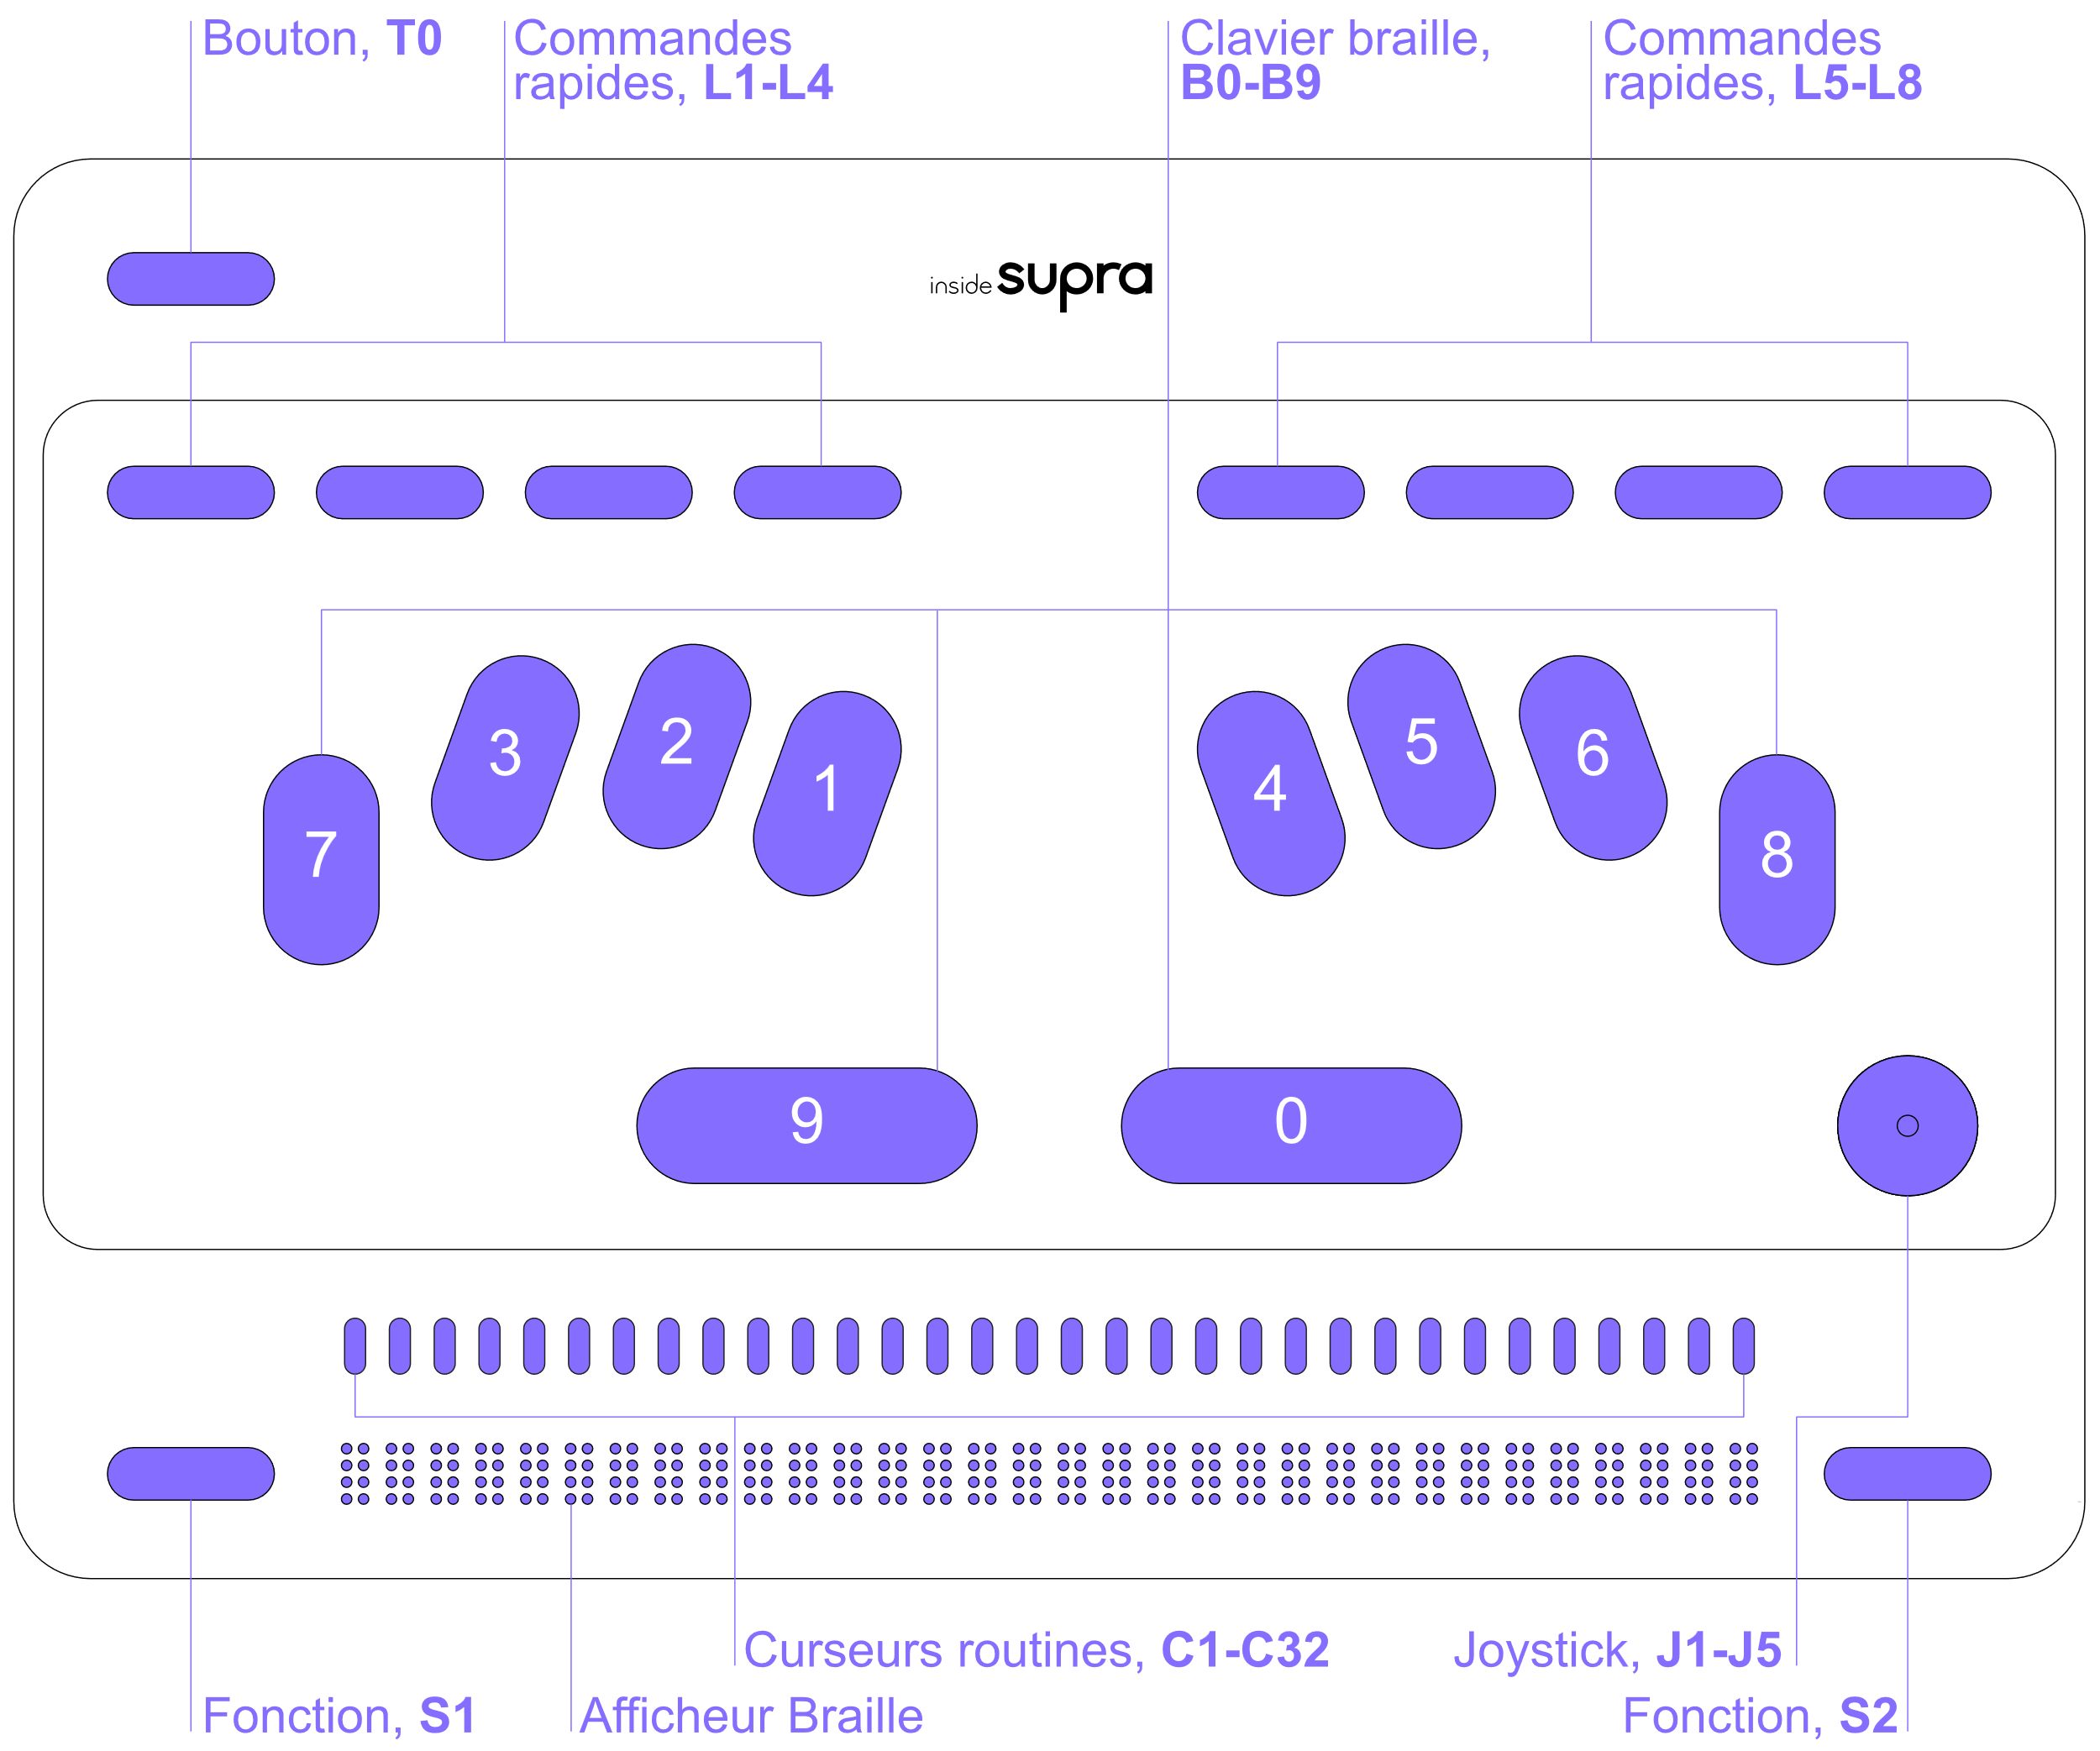 Bouton, T0
Commandes
rapides, L1-L4
Clavier braille,
B0-B9
Commandes
rapides, L5-L8
inside supra
3
2
1
4
5
6
7
8
9
0
Curseurs routines, C1-C32
Joystick, J1-J5
Fonction, S1
Afficheur Braille
Fonction, S2